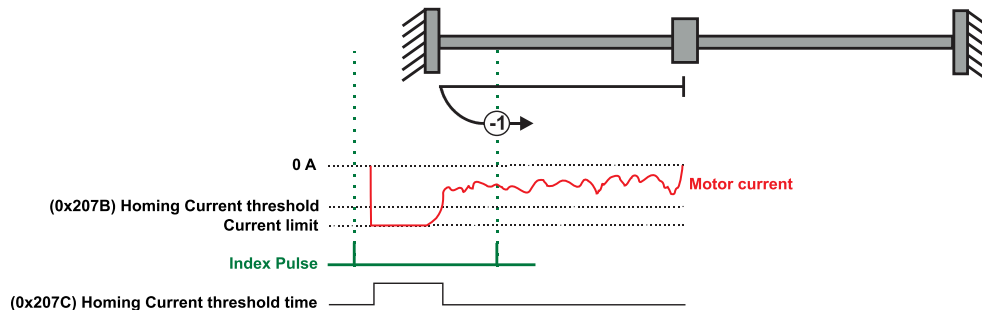 -1
0 A
Motor current
(0x207B) Homing Current threshold
Current limit
Index Pulse
(0x207C) Homing Current threshold time